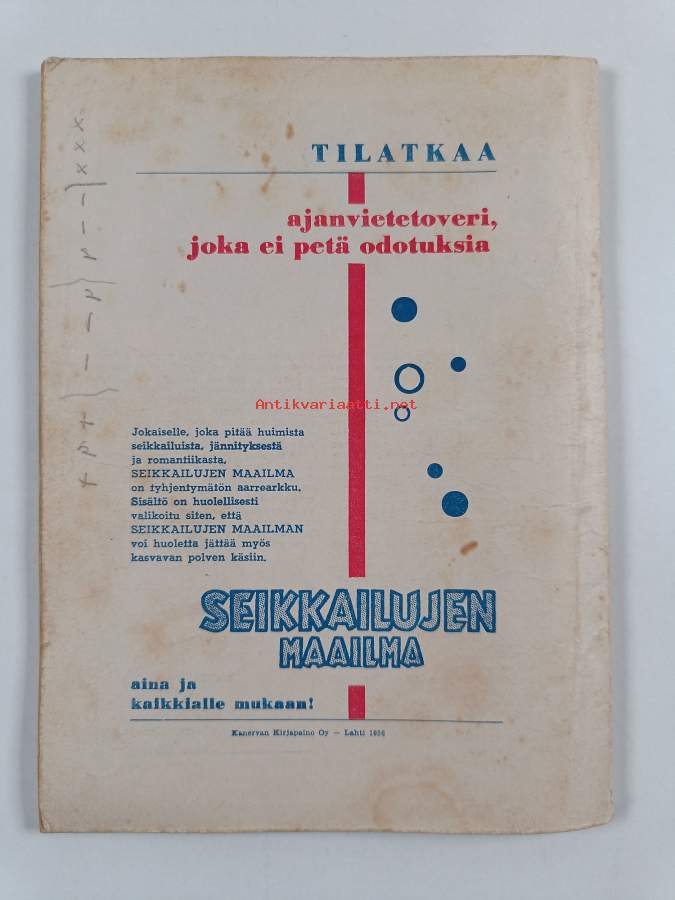 TILATKAA
ajanvietetoveri,
joka ei petä odotuksia
Antikvariaatti.net
Jokaiselle, joka pitää huimista
seikkailuista, jännityksestä
ja romantiikasta,
SEIKKAILUJEN MAAILMA
on tyhjentymätön aarrearkku.
Sisältö on huolellisesti
valikoitu siten, että
SEIKKAILUJEN MAAILMAN
voi huoletta jättää myös
kasvavan polven käsiin.
SEIKKAILUJEN
MAAILMA
aina ja
kaikkialle mukaan!
Kanervan Kirjapaino Oy — Lahti 1956